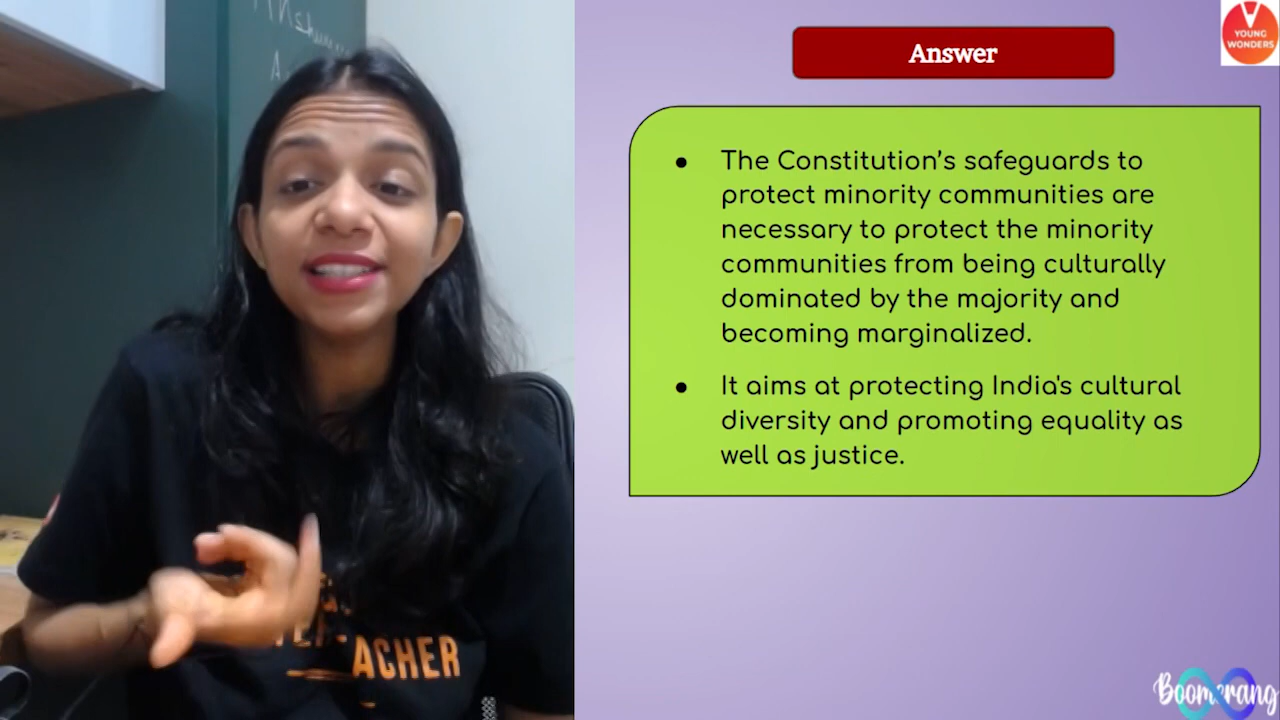 Answer
YOUNG
WONDERS
● The Constitution's safeguards to
protect minority communities are
necessary to protect the minority
communities from being culturally
dominated by the majority and
becoming marginalized.
● It aims at protecting India's cultural
diversity and promoting equality as
well as justice.
ACHER
Boomerang